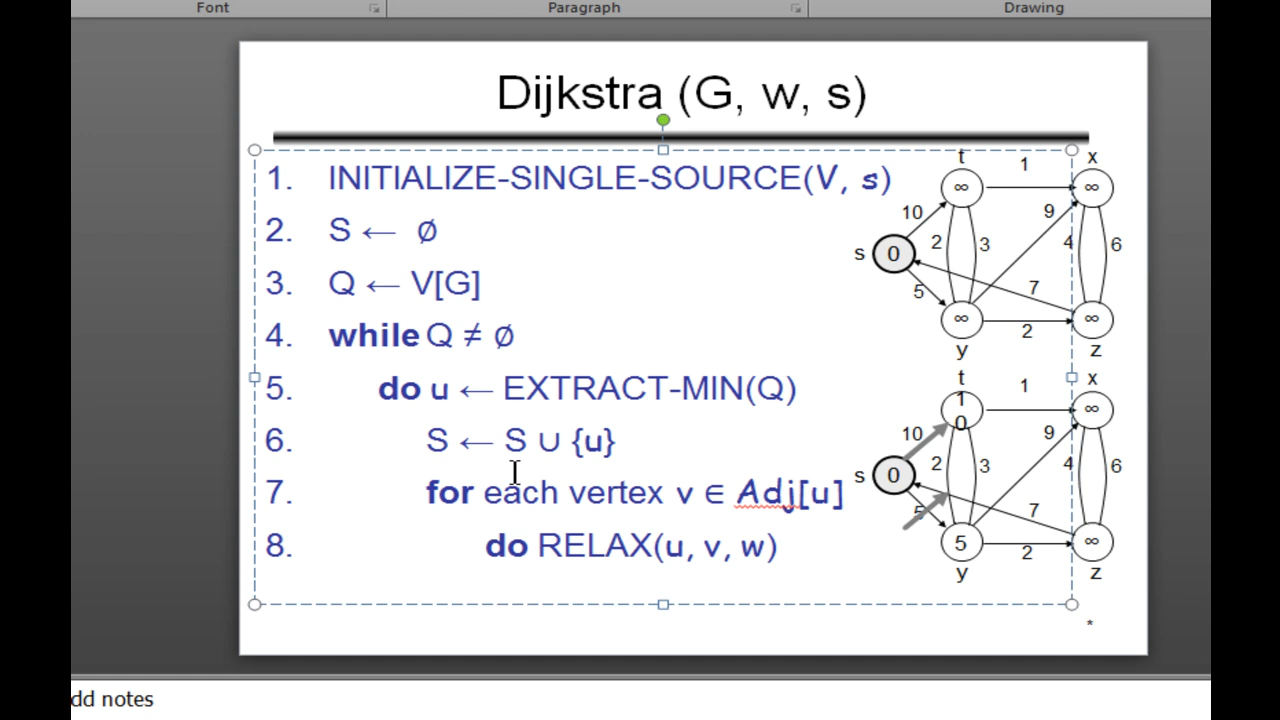 Font Paragraph Drawing
Dijkstra (G, w, s)
1. INITIALIZE-SINGLE-SOURCE(V, s)
2. S ← ∅
3. Q ← V[G]
4. while Q ≠ ∅
5. do u ← EXTRACT-MIN(Q)
6. S ← S ∪ {u}
7. for each vertex v ∈ Adj[u]
8. do RELAX(u, v, w)
t x
1
∞ ∞
10 9
2 3 4 6
s 0
5 7
∞ ∞
2
y z
t x
1
10 ∞
10 9
2 3 4 6
s 0
5 7
5 ∞
2
y z
*
dd notes